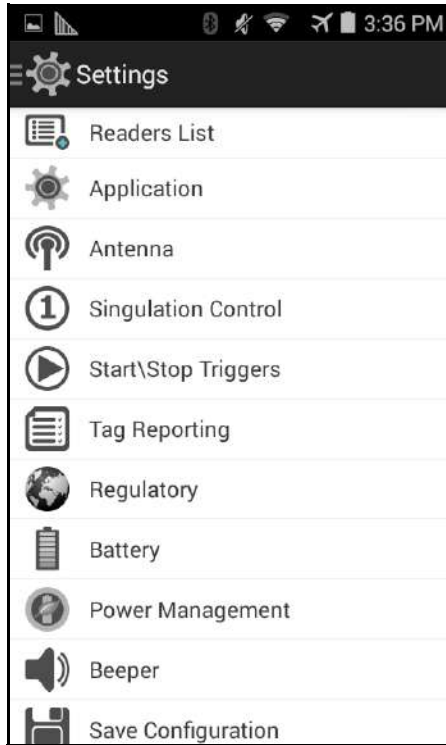 3:36 PM
Settings
Readers List
Application
Antenna
1 Singulation Control
Start\Stop Triggers
Tag Reporting
Regulatory
Battery
Power Management
Beeper
Save Configuration